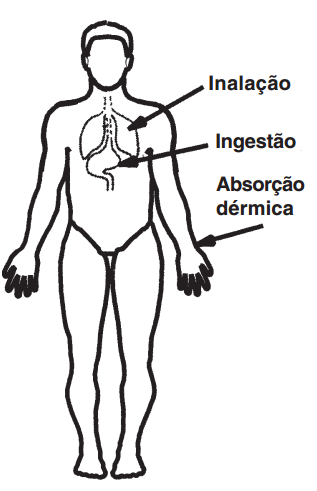 Inalação
Ingestão
Absorção
dérmica